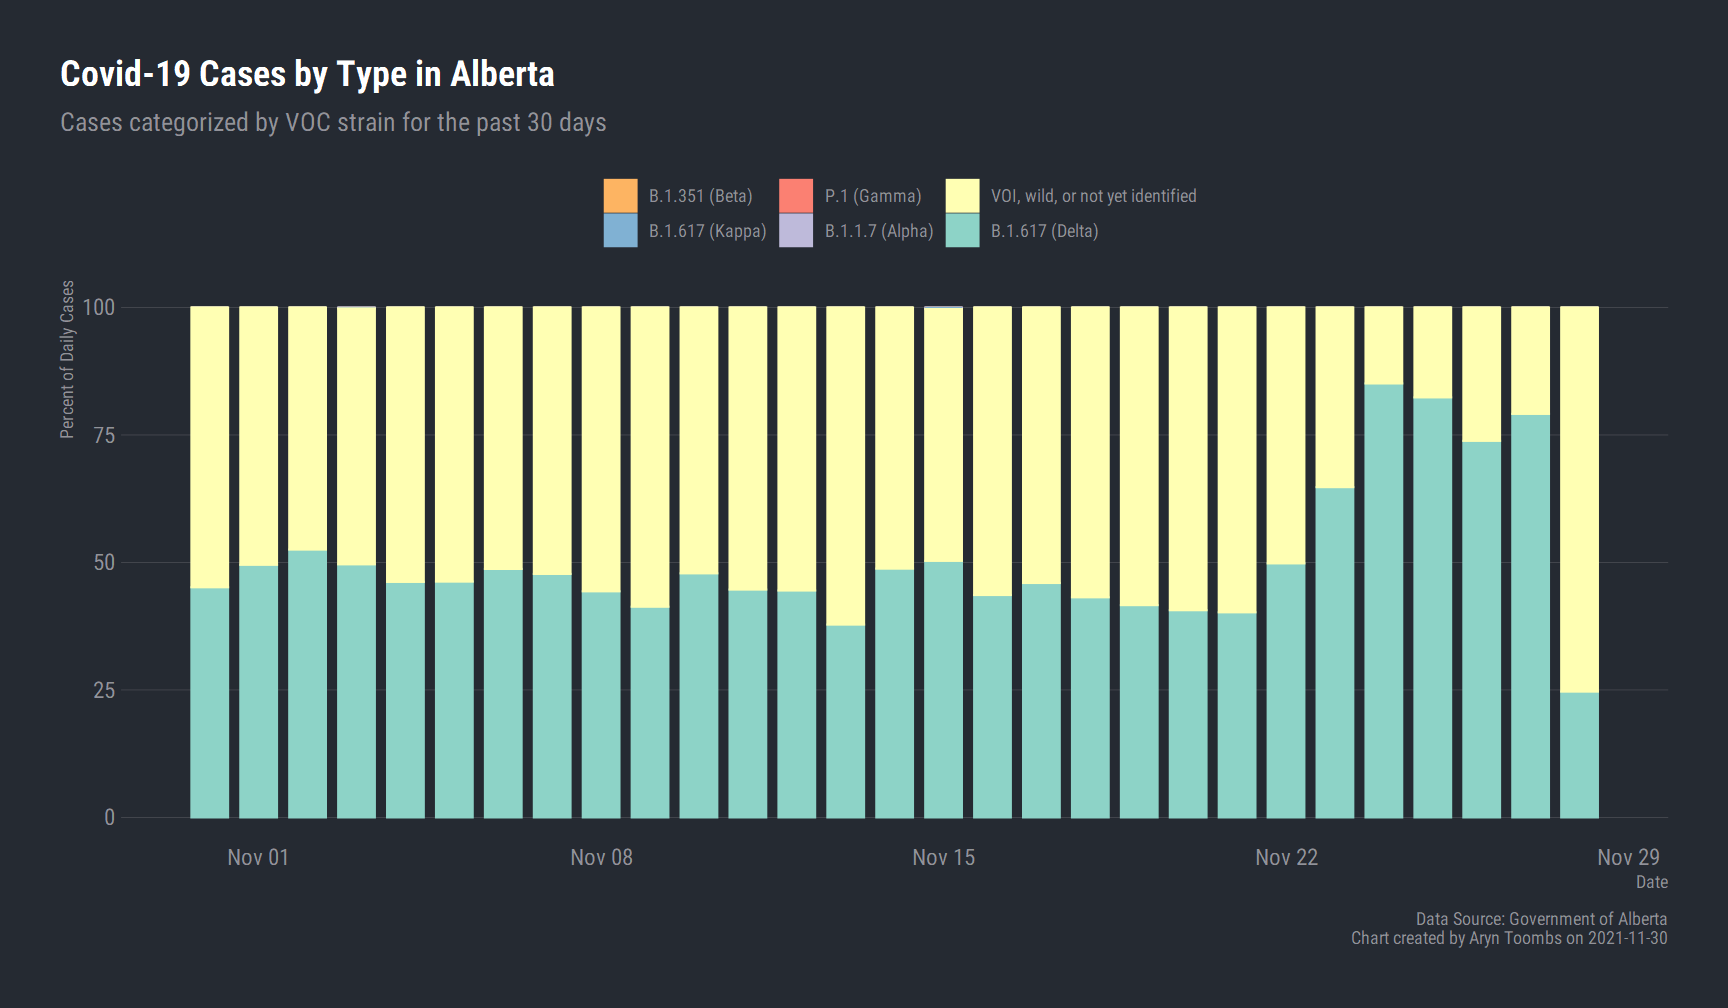 Covid-19 Cases by Type in Alberta
Cases categorized by VOC strain for the past 30 days
B.1.351 (Beta)
P.1 (Gamma)
VOI, wild, or not yet identified
B.1.617 (Kappa)
B.1.1.7 (Alpha)
B.1.617 (Delta)
Percent of Daily Cases
100
75
50
25
0
Nov 01
Nov 08
Nov 15
Nov 22
Nov 29
Date
Data Source: Government of Alberta
Chart created by Aryn Toombs on 2021-11-30